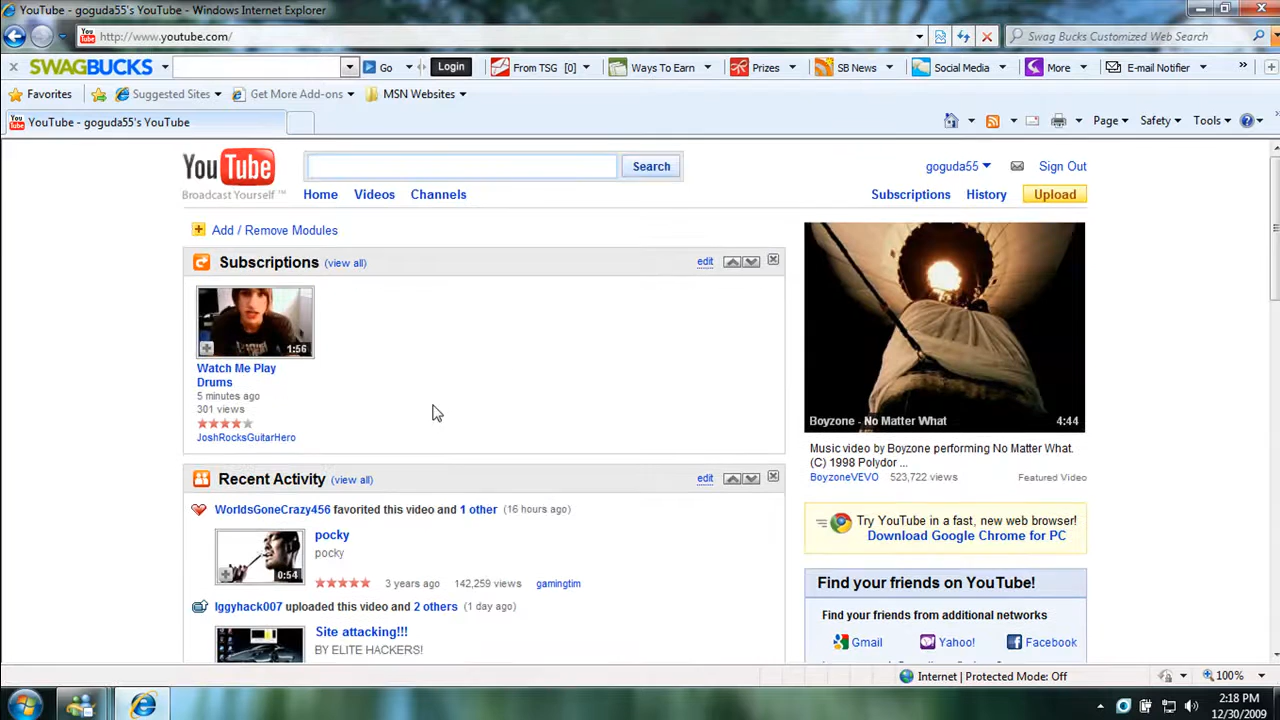 YouTube - goguda55's YouTube - Windows Internet Explorer
http://www.youtube.com/
Swag Bucks Customized Web Search
SWAGBUCKS Go Login From TSG [0] Ways To Earn Prizes SB News Social Media More E-mail Notifier
Favorites Suggested Sites Get More Add-ons MSN Websites
YouTube - goguda55's YouTube
Page Safety Tools
YouTube
Broadcast Yourself ™
Search
goguda55 Sign Out
Home Videos Channels
Subscriptions History Upload
Add / Remove Modules
Subscriptions (view all) edit
1:56
Watch Me Play
Drums
5 minutes ago
301 views
JoshRocksGuitarHero
Recent Activity (view all) edit
WorldsGoneCrazy456 favorited this video and 1 other (16 hours ago)
pocky
pocky
0:54
3 years ago 142,259 views gamingtim
Iggyhack007 uploaded this video and 2 others (1 day ago)
Site attacking!!!
BY ELITE HACKERS!
Boyzone - No Matter What 4:44
Music video by Boyzone performing No Matter What.
(C) 1998 Polydor ...
BoyzoneVEVO 523,722 views Featured Video
Try YouTube in a fast, new web browser!
Download Google Chrome for PC
Find your friends on YouTube!
Find your friends from additional networks
Gmail Yahoo! Facebook
Internet | Protected Mode: Off
100%
2:18 PM
12/30/2009